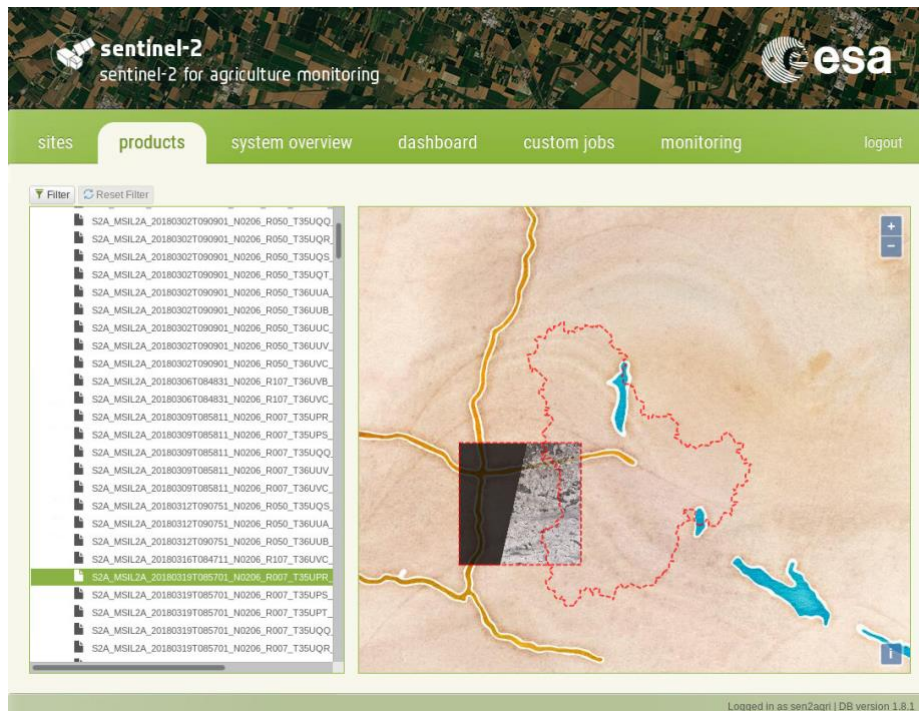 sentinel-2
sentinel-2 for agriculture monitoring
esa
sites products system overview dashboard custom jobs monitoring logout
Filter Reset Filter
S2A_MSIL2A_20180302T090901_N0206_R050_T35UQQ_
S2A_MSIL2A_20180302T090901_N0206_R050_T35UQR_
S2A_MSIL2A_20180302T090901_N0206_R050_T35UQS_
S2A_MSIL2A_20180302T090901_N0206_R050_T35UQT_
S2A_MSIL2A_20180302T090901_N0206_R050_T36UUA_
S2A_MSIL2A_20180302T090901_N0206_R050_T36UUB_
S2A_MSIL2A_20180302T090901_N0206_R050_T36UUC_
S2A_MSIL2A_20180302T090901_N0206_R050_T36UUV_
S2A_MSIL2A_20180302T090901_N0206_R050_T36UVC_
S2A_MSIL2A_20180306T084831_N0206_R107_T36UVB_
S2A_MSIL2A_20180306T084831_N0206_R107_T36UVC_
S2A_MSIL2A_20180309T085811_N0206_R007_T35UPR_
S2A_MSIL2A_20180309T085811_N0206_R007_T35UPS_
S2A_MSIL2A_20180309T085811_N0206_R007_T35UQQ_
S2A_MSIL2A_20180309T085811_N0206_R007_T36UUV_
S2A_MSIL2A_20180309T085811_N0206_R007_T36UVC_
S2A_MSIL2A_20180312T090751_N0206_R050_T35UQS_
S2A_MSIL2A_20180312T090751_N0206_R050_T36UUA_
S2A_MSIL2A_20180312T090751_N0206_R050_T36UUB_
S2A_MSIL2A_20180316T084711_N0206_R107_T36UVC_
S2A_MSIL2A_20180319T085701_N0206_R007_T35UPR_
S2A_MSIL2A_20180319T085701_N0206_R007_T35UPS_
S2A_MSIL2A_20180319T085701_N0206_R007_T35UPT_
S2A_MSIL2A_20180319T085701_N0206_R007_T35UQQ_
S2A_MSIL2A_20180319T085701_N0206_R007_T35UQR_
+
−
i
Logged in as sen2agri | DB version 1.8.1